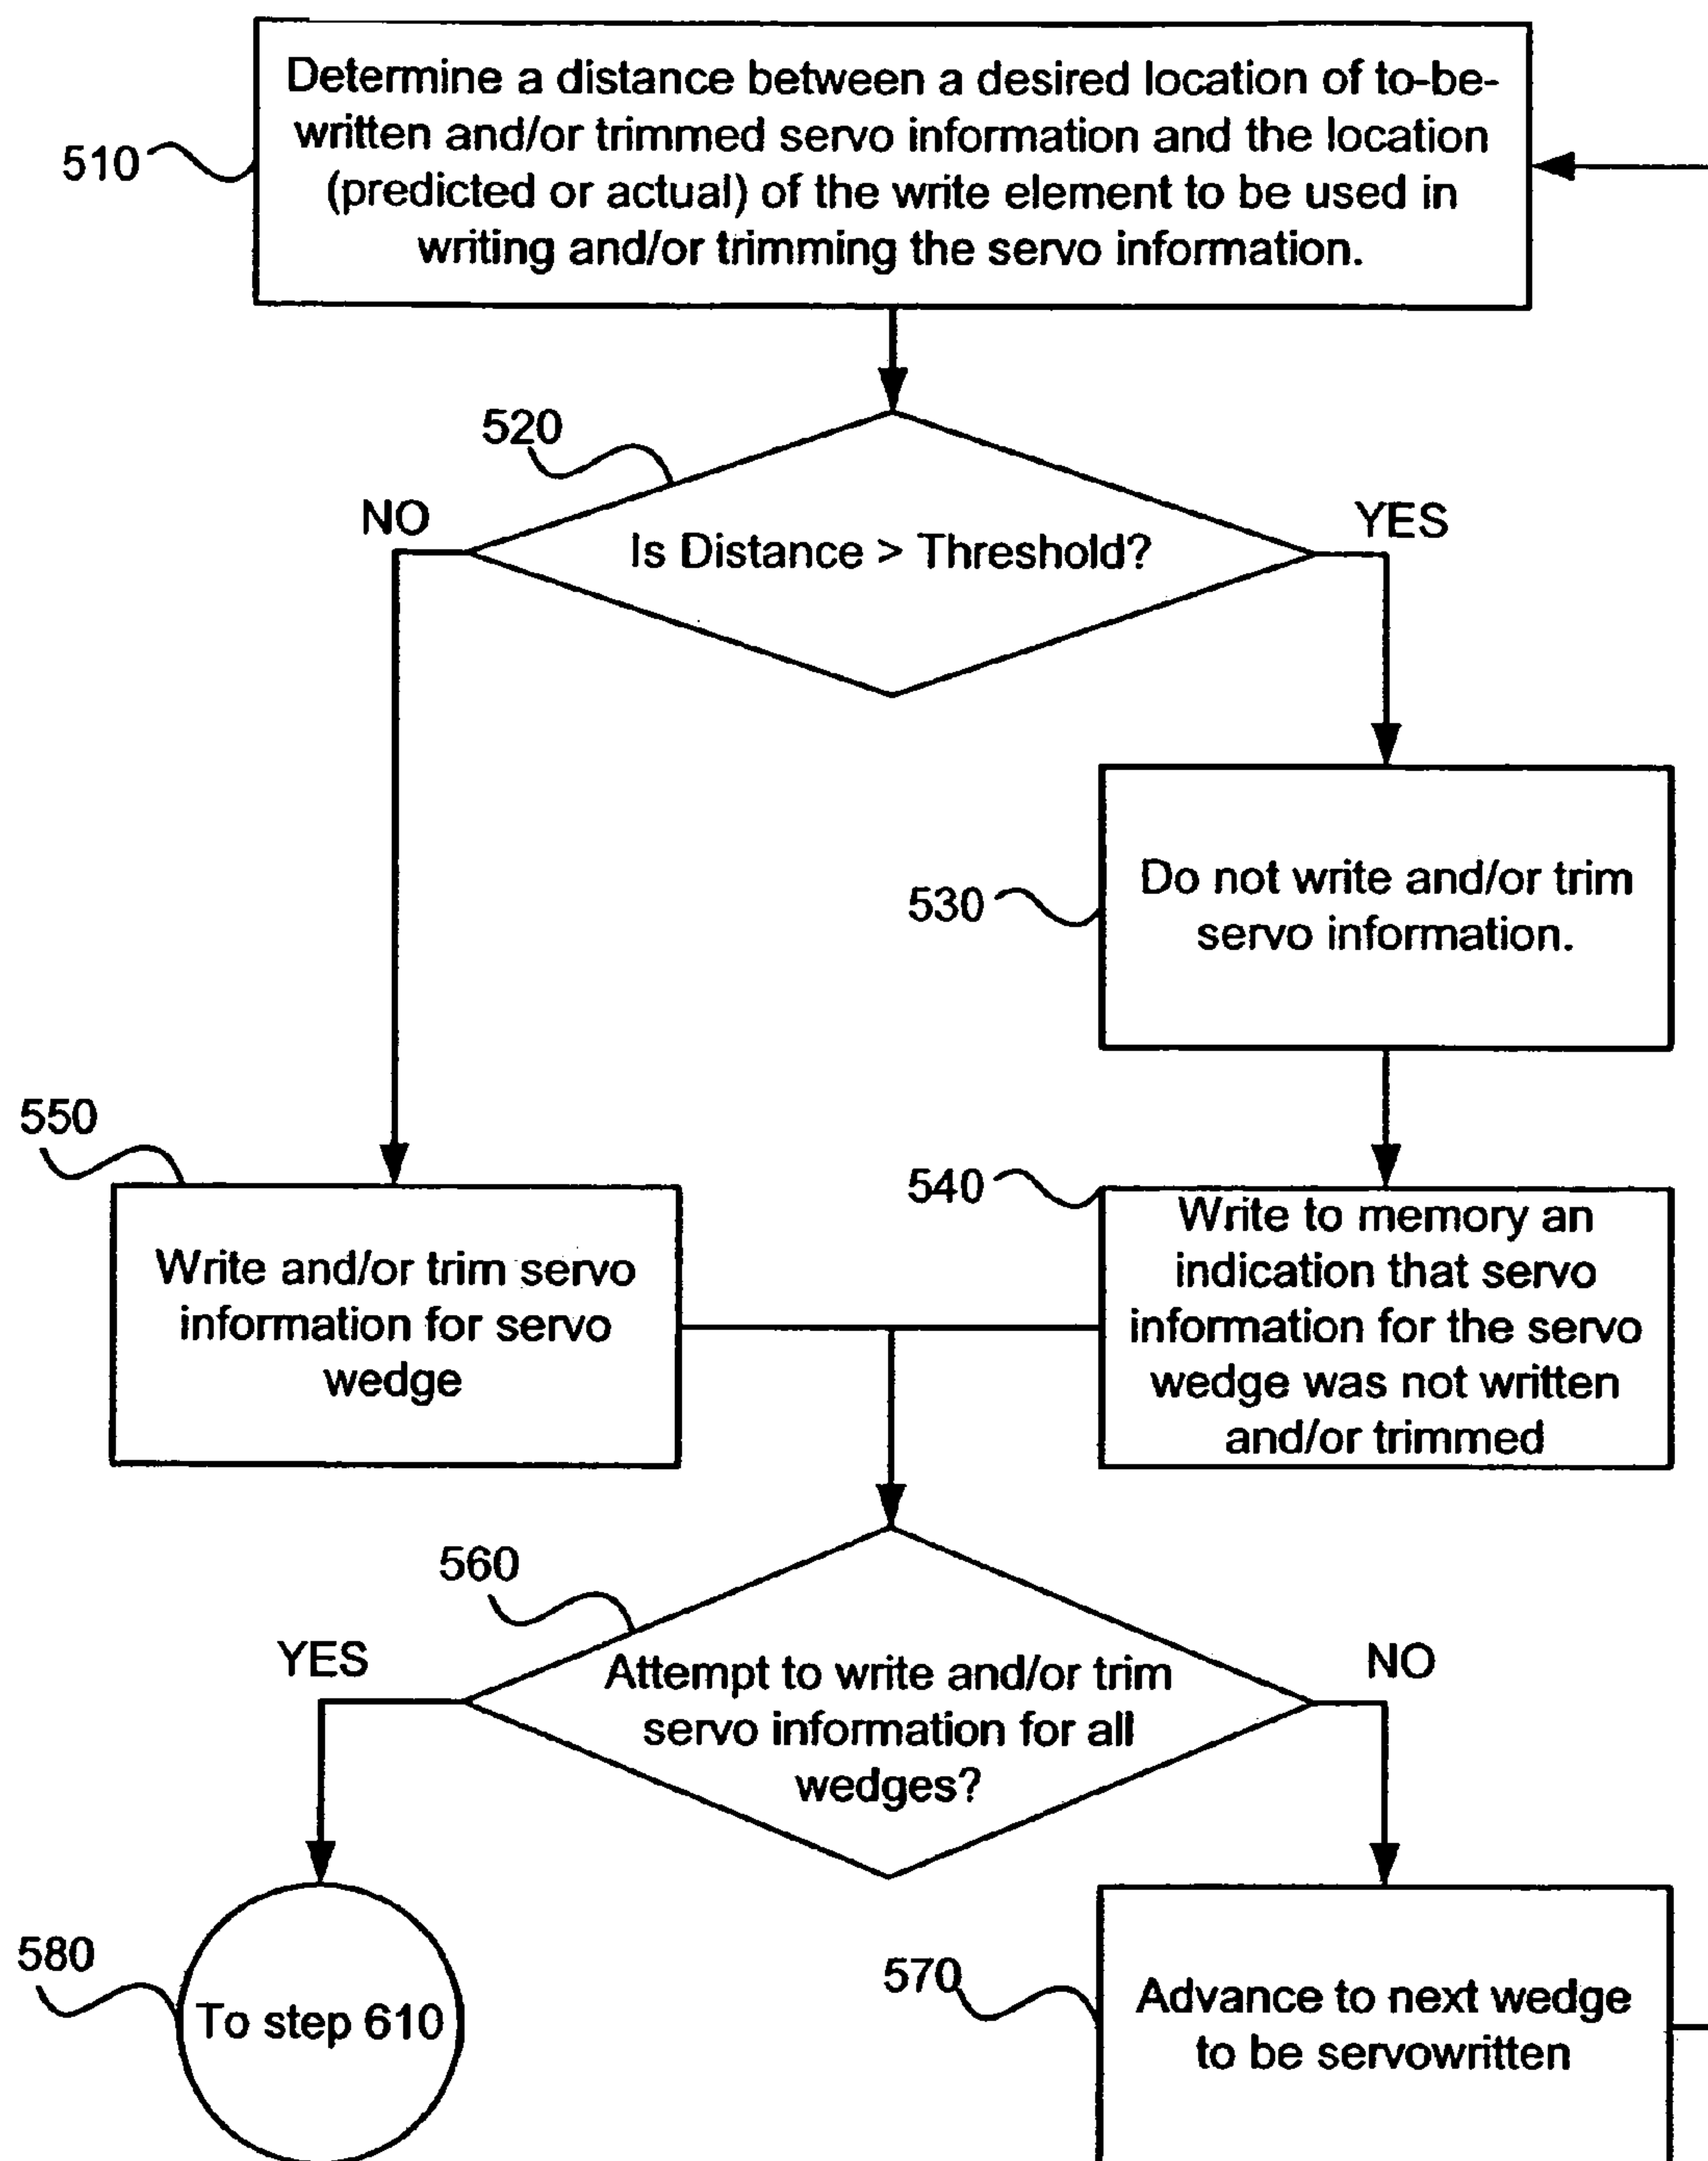 Determine a distance between a desired location of to-be-
written and/or trimmed servo information and the location
(predicted or actual) of the write element to be used in
writing and/or trimming the servo information.
510
520
NO
YES
Is Distance > Threshold?
530
Do not write and/or trim
servo information.
550
540
Write and/or trim servo
information for servo
wedge
Write to memory an
indication that servo
information for the servo
wedge was not written
and/or trimmed
560
YES
NO
Attempt to write and/or trim
servo information for all
wedges?
580
To step 610
570
Advance to next wedge
to be servowritten